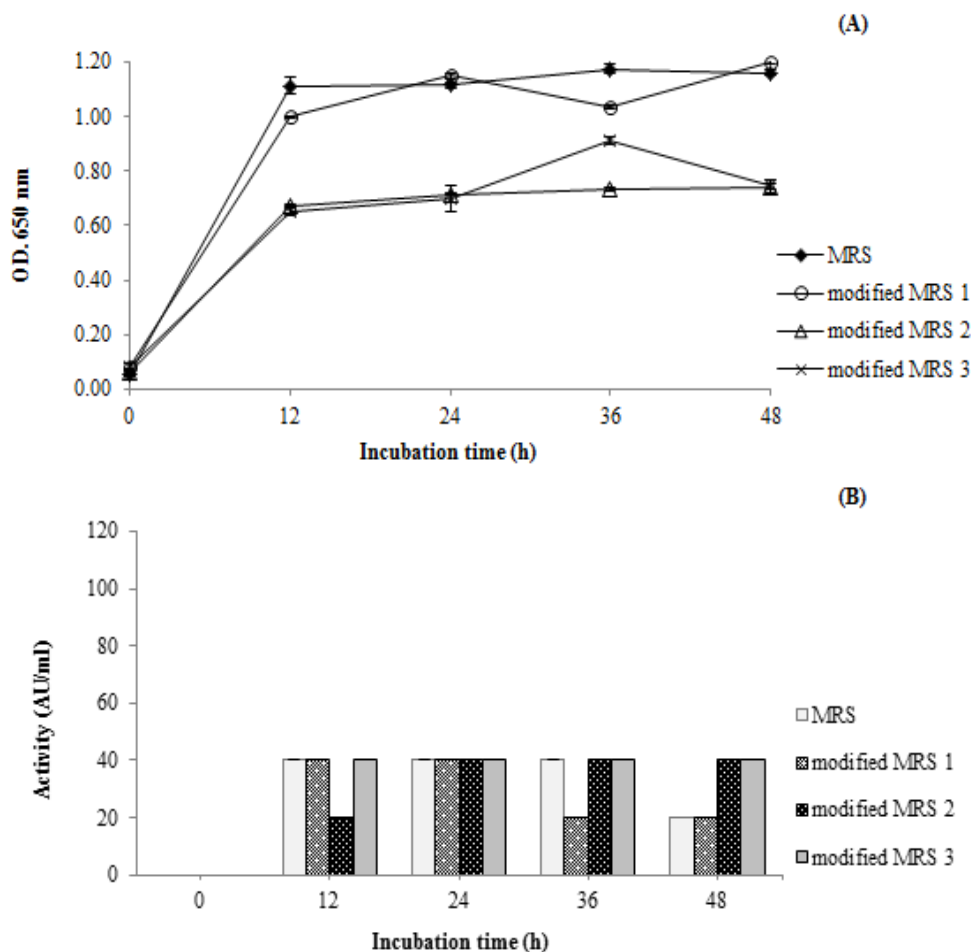 (A)
1.20
1.00
0.80
0.60
0.40
0.20
0.00
OD. 650 nm
0 12 24 36 48
Incubation time (h)
MRS
modified MRS 1
modified MRS 2
modified MRS 3
(B)
120
100
80
60
40
20
0
Activity (AU/ml)
0 12 24 36 48
Incubation time (h)
MRS
modified MRS 1
modified MRS 2
modified MRS 3